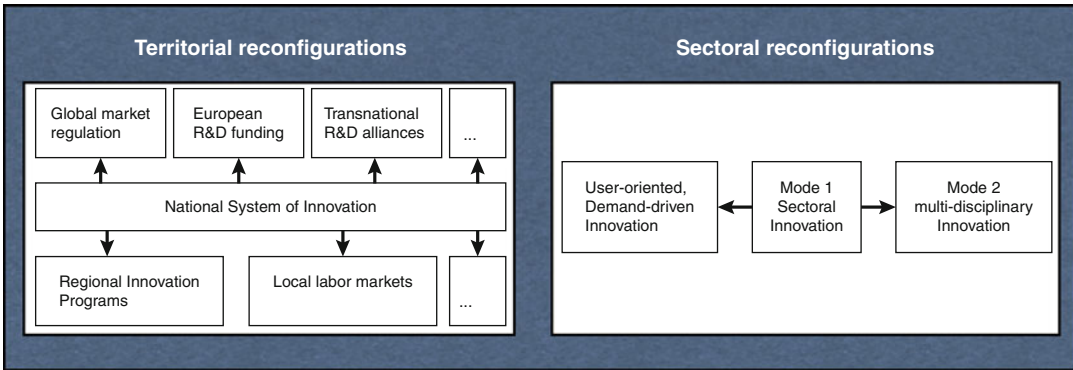 Territorial reconfigurations
Global market
regulation
European
R&D funding
Transnational
R&D alliances
...
National System of Innovation
Regional Innovation
Programs
Local labor markets
...
Sectoral reconfigurations
User-oriented,
Demand-driven
Innovation
Mode 1
Sectoral
Innovation
Mode 2
multi-disciplinary
Innovation